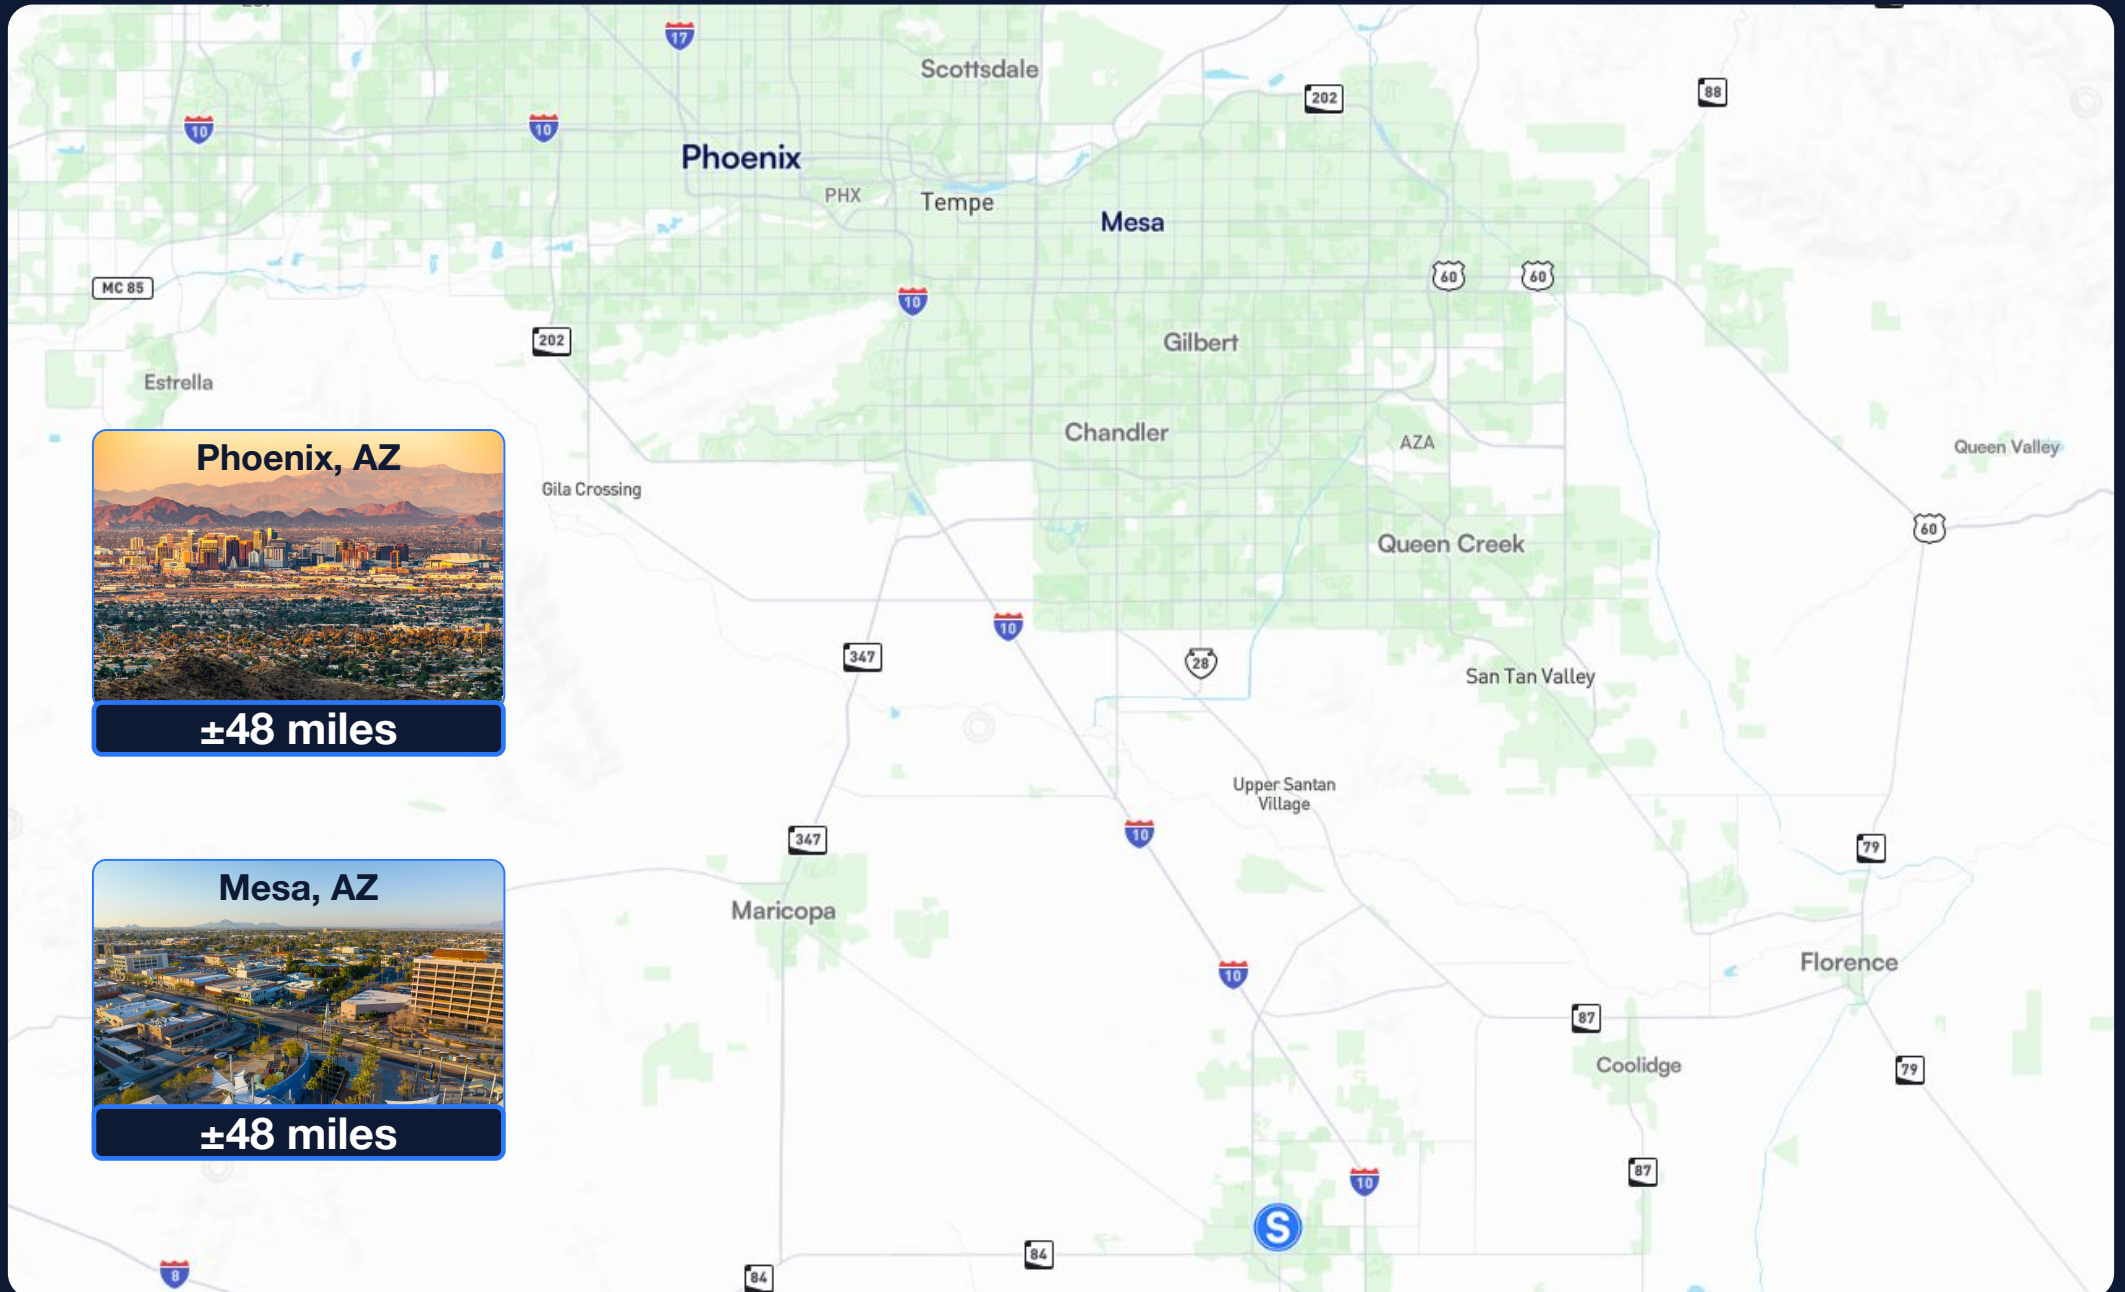 17
Scottsdale
202
88
10
10
Phoenix
PHX
Tempe
Mesa
60
60
MC 85
10
202
Gilbert
Estrella
Chandler
AZA
Queen Valley
Phoenix, AZ
Gila Crossing
60
Queen Creek
10
347
28
San Tan Valley
±48 miles
Upper Santan
Village
10
347
79
Mesa, AZ
Maricopa
10
Florence
87
Coolidge
79
±48 miles
87
10
S
84
8
84